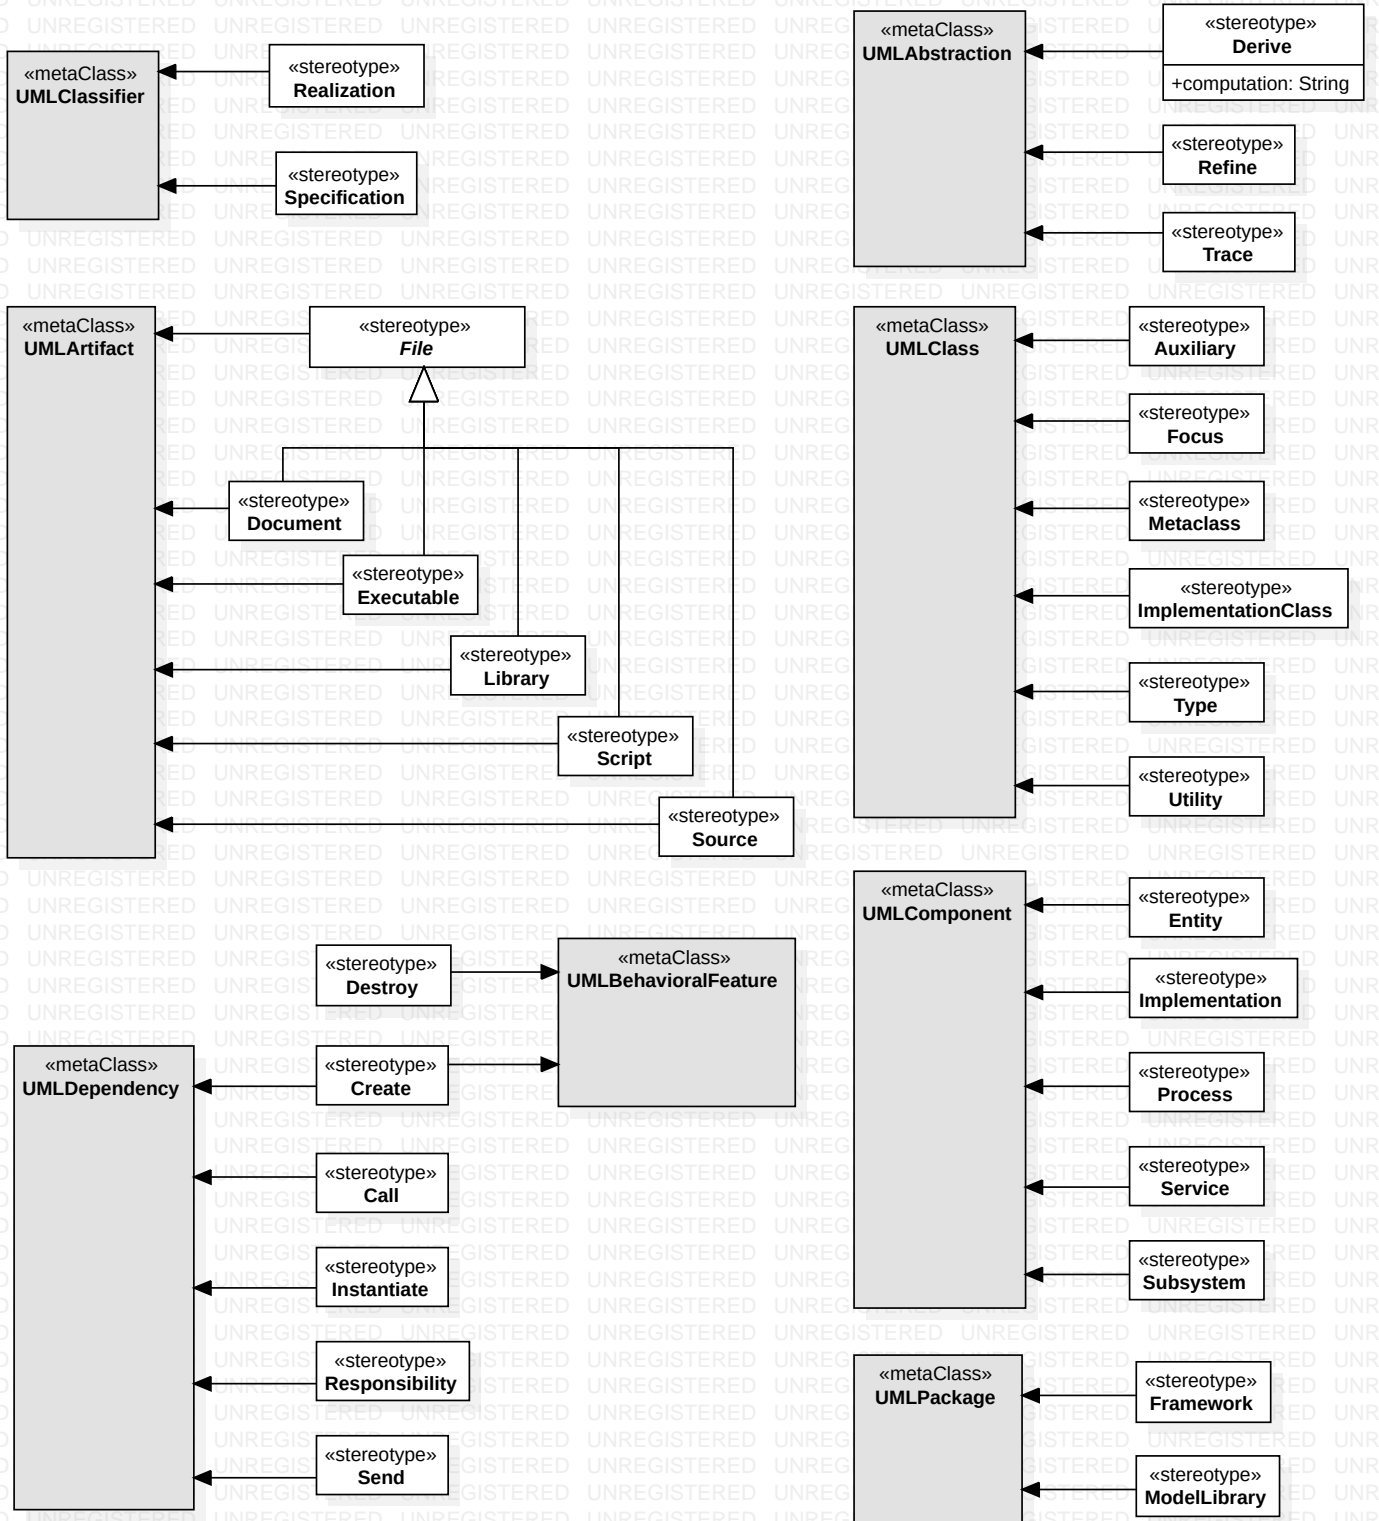 «metaClass»
UMLClassifier
«stereotype»
Realization
«stereotype»
Specification
«metaClass»
UMLAbstraction
«stereotype»
Derive
+computation: String
«stereotype»
Refine
«stereotype»
Trace
«metaClass»
UMLArtifact
«stereotype»
File
«stereotype»
Document
«stereotype»
Executable
«stereotype»
Library
«stereotype»
Script
«stereotype»
Source
«metaClass»
UMLClass
«stereotype»
Auxiliary
«stereotype»
Focus
«stereotype»
Metaclass
«stereotype»
ImplementationClass
«stereotype»
Type
«stereotype»
Utility
«stereotype»
Destroy
«metaClass»
UMLBehavioralFeature
«metaClass»
UMLDependency
«stereotype»
Create
«stereotype»
Call
«stereotype»
Instantiate
«stereotype»
Responsibility
«stereotype»
Send
«metaClass»
UMLComponent
«stereotype»
Entity
«stereotype»
Implementation
«stereotype»
Process
«stereotype»
Service
«stereotype»
Subsystem
«metaClass»
UMLPackage
«stereotype»
Framework
«stereotype»
ModelLibrary
UNREGISTERED